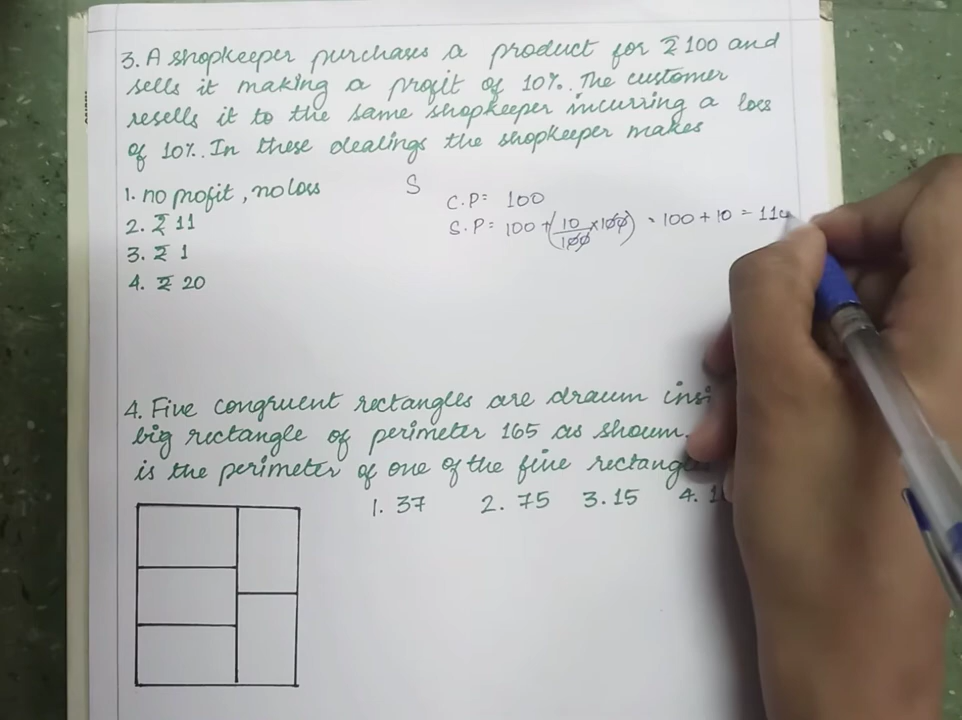 3. A shopkeeper purchases a product for ₹100 and
sells it making a profit of 10%. The customer
resells it to the same shopkeeper incurring a loss
of 10%. In these dealings the shopkeeper makes
1. no profit, no loss
2. ₹ 11
3. ₹ 1
4. ₹ 20
S
C.P = 100
S.P = 100 + (10/100 × 100) = 100 + 10 = 110
4. Five congruent rectangles are drawn
big rectangle of perimeter 165 as shown.
is the perimeter of one of the five
1. 37 2. 75 3. 15 4.